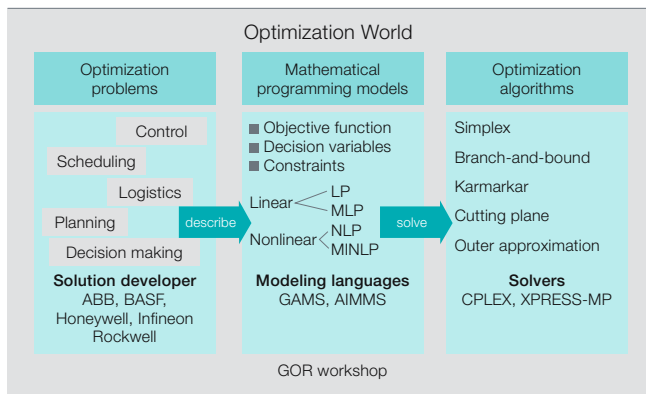 Optimization World
Optimization
problems
Control
Scheduling
Logistics
Planning
Decision making
Solution developer
ABB, BASF,
Honeywell, Infineon
Rockwell
describe
Mathematical
programming models
Objective function
Decision variables
Constraints
Linear
LP
MLP
Nonlinear
NLP
MINLP
Modeling languages
GAMS, AIMMS
solve
Optimization
algorithms
Simplex
Branch-and-bound
Karmarkar
Cutting plane
Outer approximation
Solvers
CPLEX, XPRESS-MP
GOR workshop